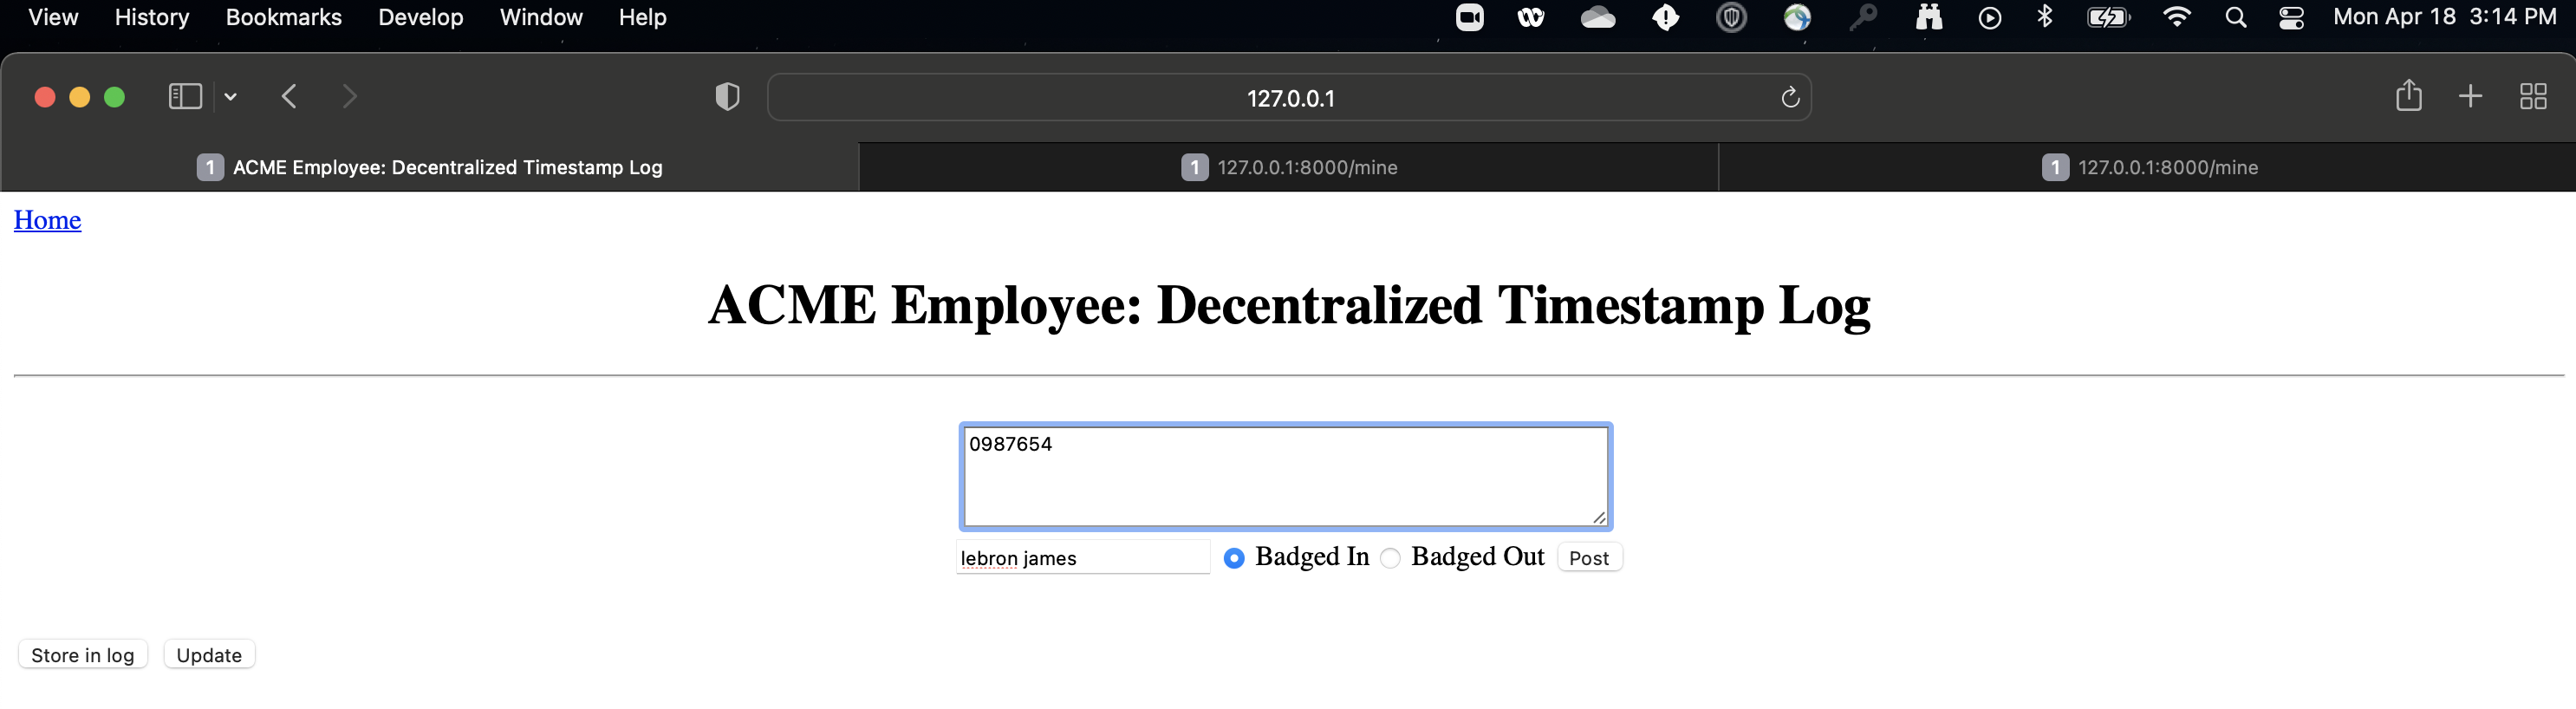 View History Bookmarks Develop Window Help Mon Apr 18 3:14 PM
127.0.0.1
1 ACME Employee: Decentralized Timestamp Log 1 127.0.0.1:8000/mine 1 127.0.0.1:8000/mine
Home
ACME Employee: Decentralized Timestamp Log
0987654
lebron james Badged In Badged Out Post
Store in log Update